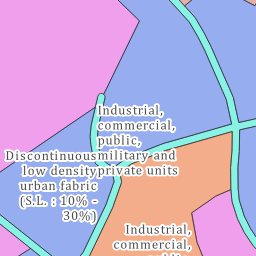 Industrial,
commercial,
public,
military and
private units
Discontinuous
low density
urban fabric
(S.L. : 10% -
30%)
Industrial,
commercial,